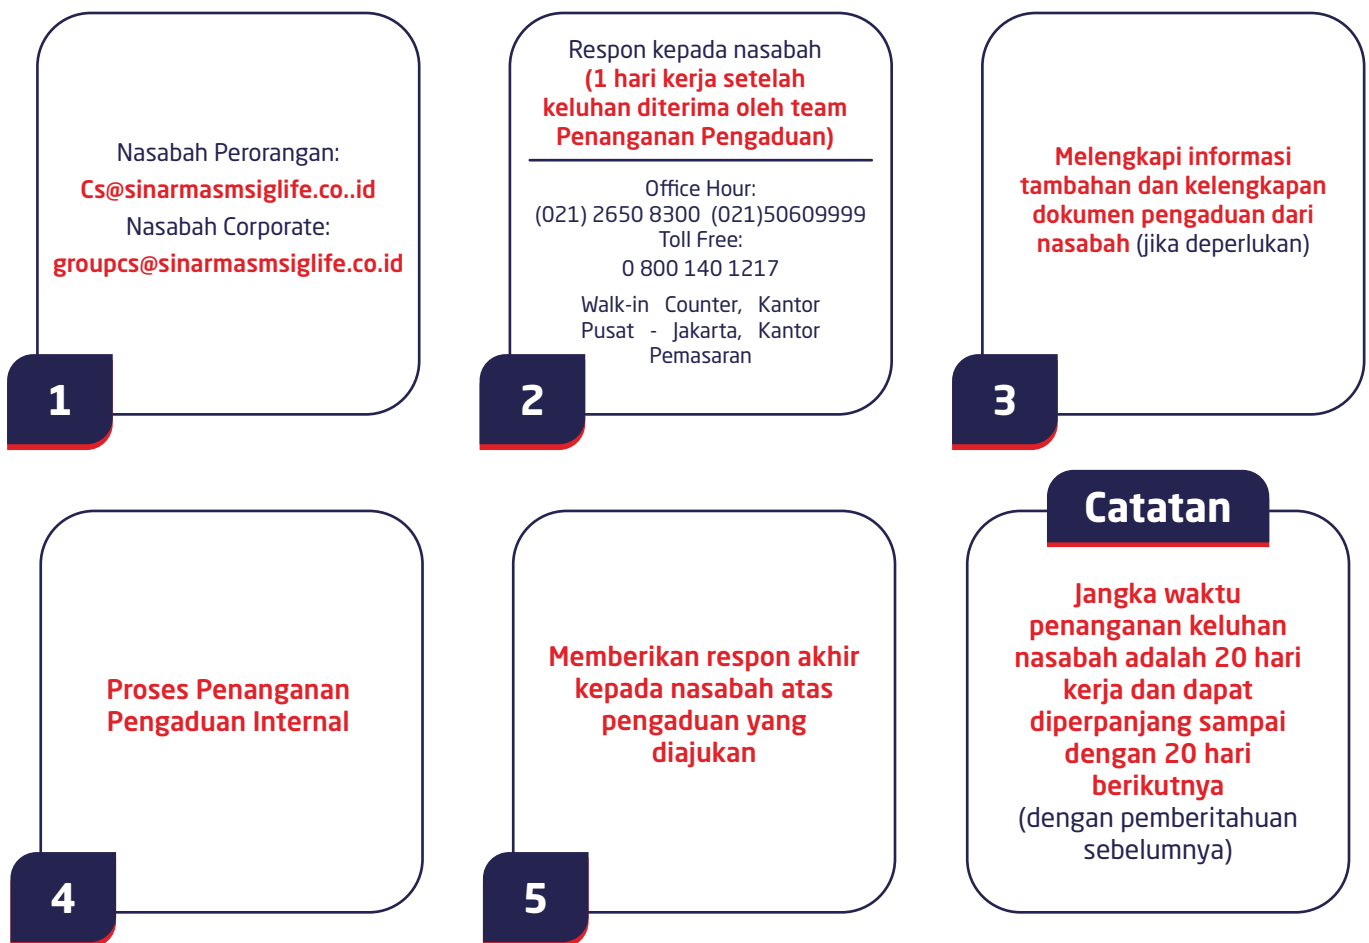 Nasabah Perorangan:
Cs@sinarmasmsiglife.co..id
Nasabah Corporate:
groupcs@sinarmasmsiglife.co.id
1
Respon kepada nasabah
(1 hari kerja setelah
keluhan diterima oleh team
Penanganan Pengaduan)
Office Hour:
(021) 2650 8300 (021)50609999
Toll Free:
0 800 140 1217
Walk-in Counter, Kantor
Pusat - Jakarta, Kantor
Pemasaran
2
Melengkapi informasi
tambahan dan kelengkapan
dokumen pengaduan dari
nasabah (jika deperlukan)
3
Proses Penanganan
Pengaduan Internal
4
Memberikan respon akhir
kepada nasabah atas
pengaduan yang
diajukan
5
Catatan
Jangka waktu
penanganan keluhan
nasabah adalah 20 hari
kerja dan dapat
diperpanjang sampai
dengan 20 hari
berikutnya
(dengan pemberitahuan
sebelumnya)